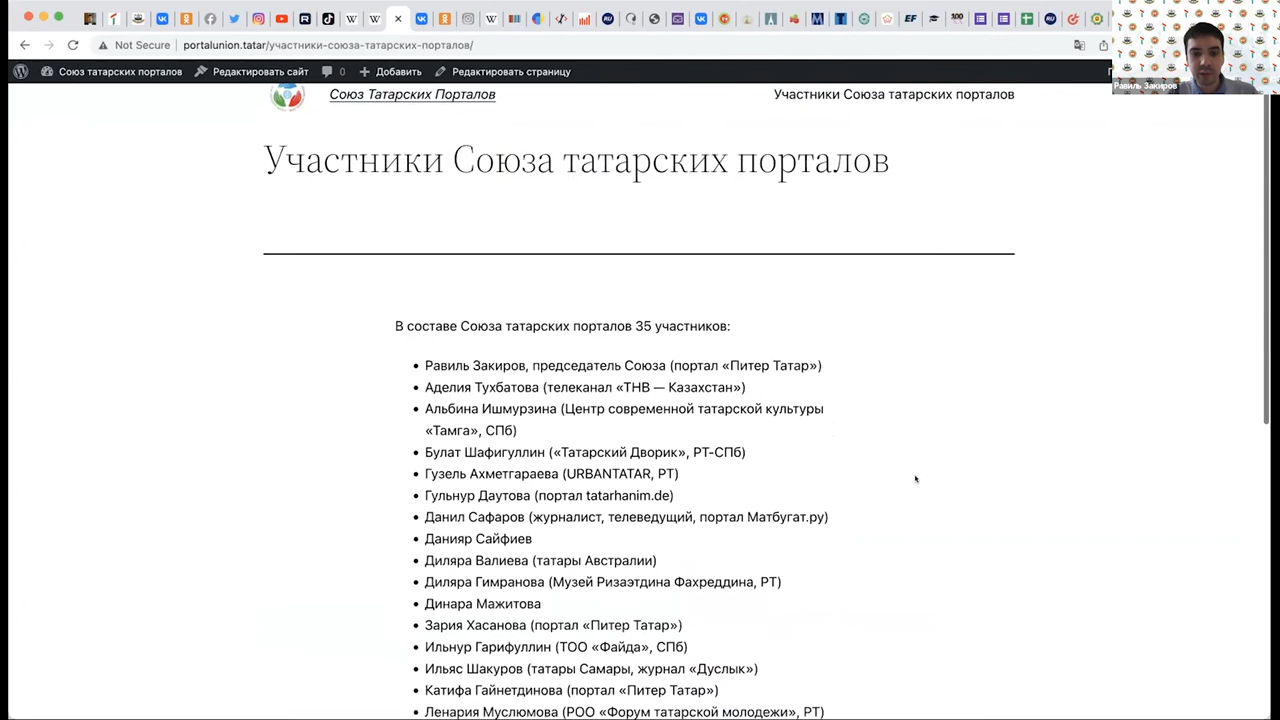 Not Secure
portalunion.tatar/участники-союза-татарских-порталов/
Равиль Закиров
Союз татарских порталов
Редактировать сайт
0
Добавить
Редактировать страницу
Союз Татарских Порталов
Участники Союза татарских порталов
Участники Союза татарских порталов
В составе Союза татарских порталов 35 участников:
Равиль Закиров, председатель Союза (портал «Питер Татар»)
Аделия Тухбатова (телеканал «ТНВ — Казахстан»)
Альбина Ишмурзина (Центр современной татарской культуры
«Тамга», СПб)
Булат Шафигуллин («Татарский Дворик», РТ-СПб)
Гузель Ахметгараева (URBANTATAR, РТ)
Гульнур Даутова (портал tatarhanim.de)
Данил Сафаров (журналист, телеведущий, портал Матбугат.ру)
Данияр Сайфиев
Диляра Валиева (татары Австралии)
Диляра Гимранова (Музей Ризаэтдина Фахреддина, РТ)
Динара Мажитова
Зария Хасанова (портал «Питер Татар»)
Ильнур Гарифуллин (ТОО «Файда», СПб)
Ильяс Шакуров (татары Самары, журнал «Дуслык»)
Катифа Гайнетдинова (портал «Питер Татар»)
Ленария Муслюмова (РОО «Форум татарской молодежи», РТ)